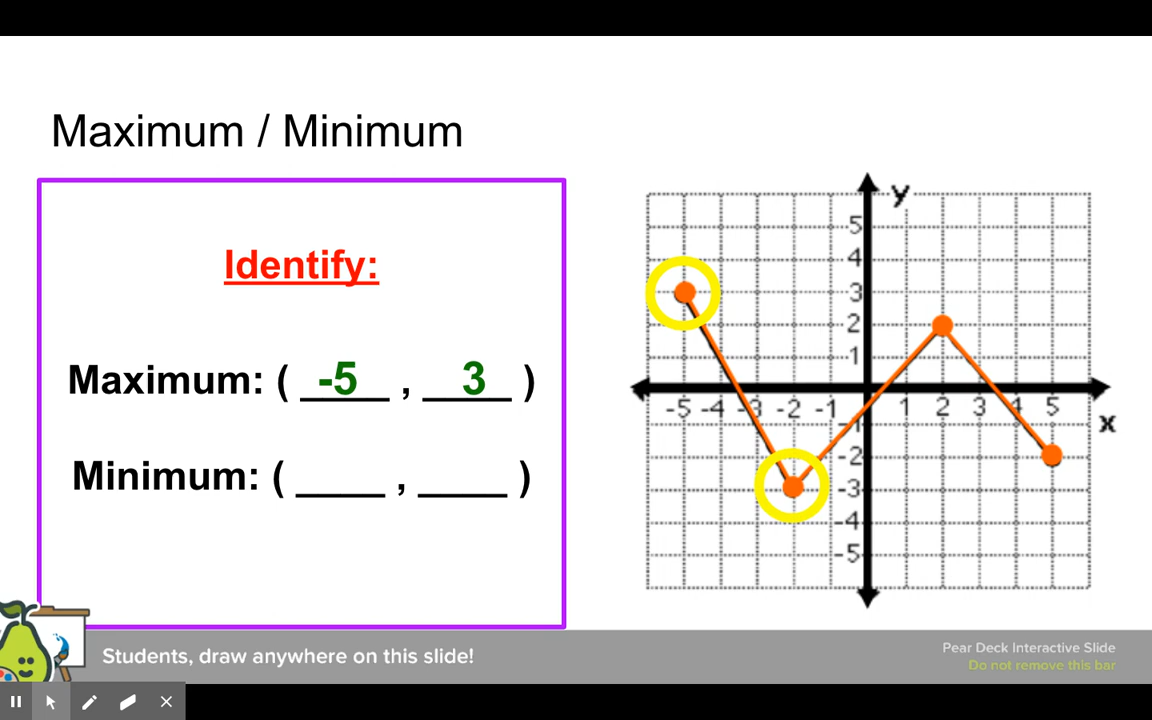 Maximum / Minimum
Identify:
Maximum: ( -5 , 3 )
Minimum: ( ____ , ____ )
y
5
4
3
2
1
-5 -4 -3 -2 -1 1 2 3 4 5
x
-1
-2
-3
-4
-5
Students, draw anywhere on this slide!
Pear Deck Interactive Slide
Do not remove this bar